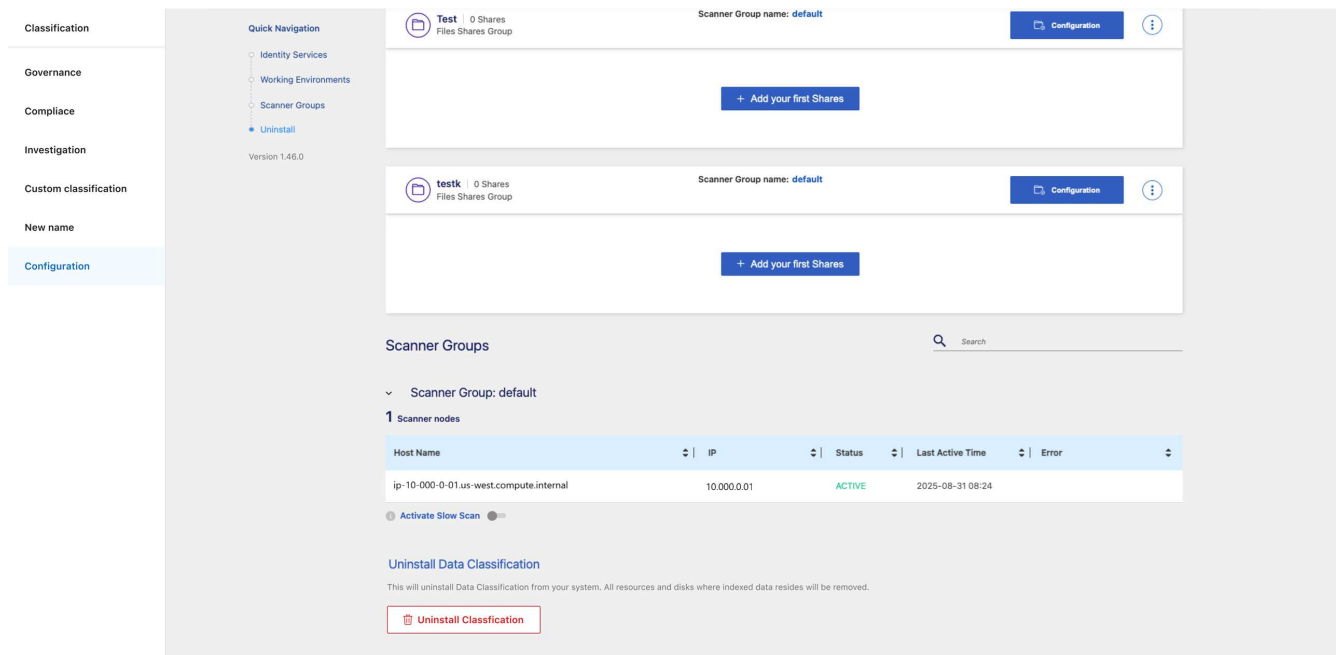 Classification
Governance
Compliace
Investigation
Custom classification
New name
Configuration
Quick Navigation
Identity Services
Working Environments
Scanner Groups
Uninstall
Version 1.46.0
Test | 0 Shares
Files Shares Group
Scanner Group name: default
Configuration
+ Add your first Shares
testk | 0 Shares
Files Shares Group
Scanner Group name: default
Configuration
+ Add your first Shares
Scanner Groups
Search
Scanner Group: default
1 Scanner nodes
Host Name IP Status Last Active Time Error
ip-10-000-0-01.us-west.compute.internal 10.000.0.01 ACTIVE 2025-08-31 08:24
Activate Slow Scan
Uninstall Data Classification
This will uninstall Data Classification from your system. All resources and disks where indexed data resides will be removed.
Uninstall Classfication